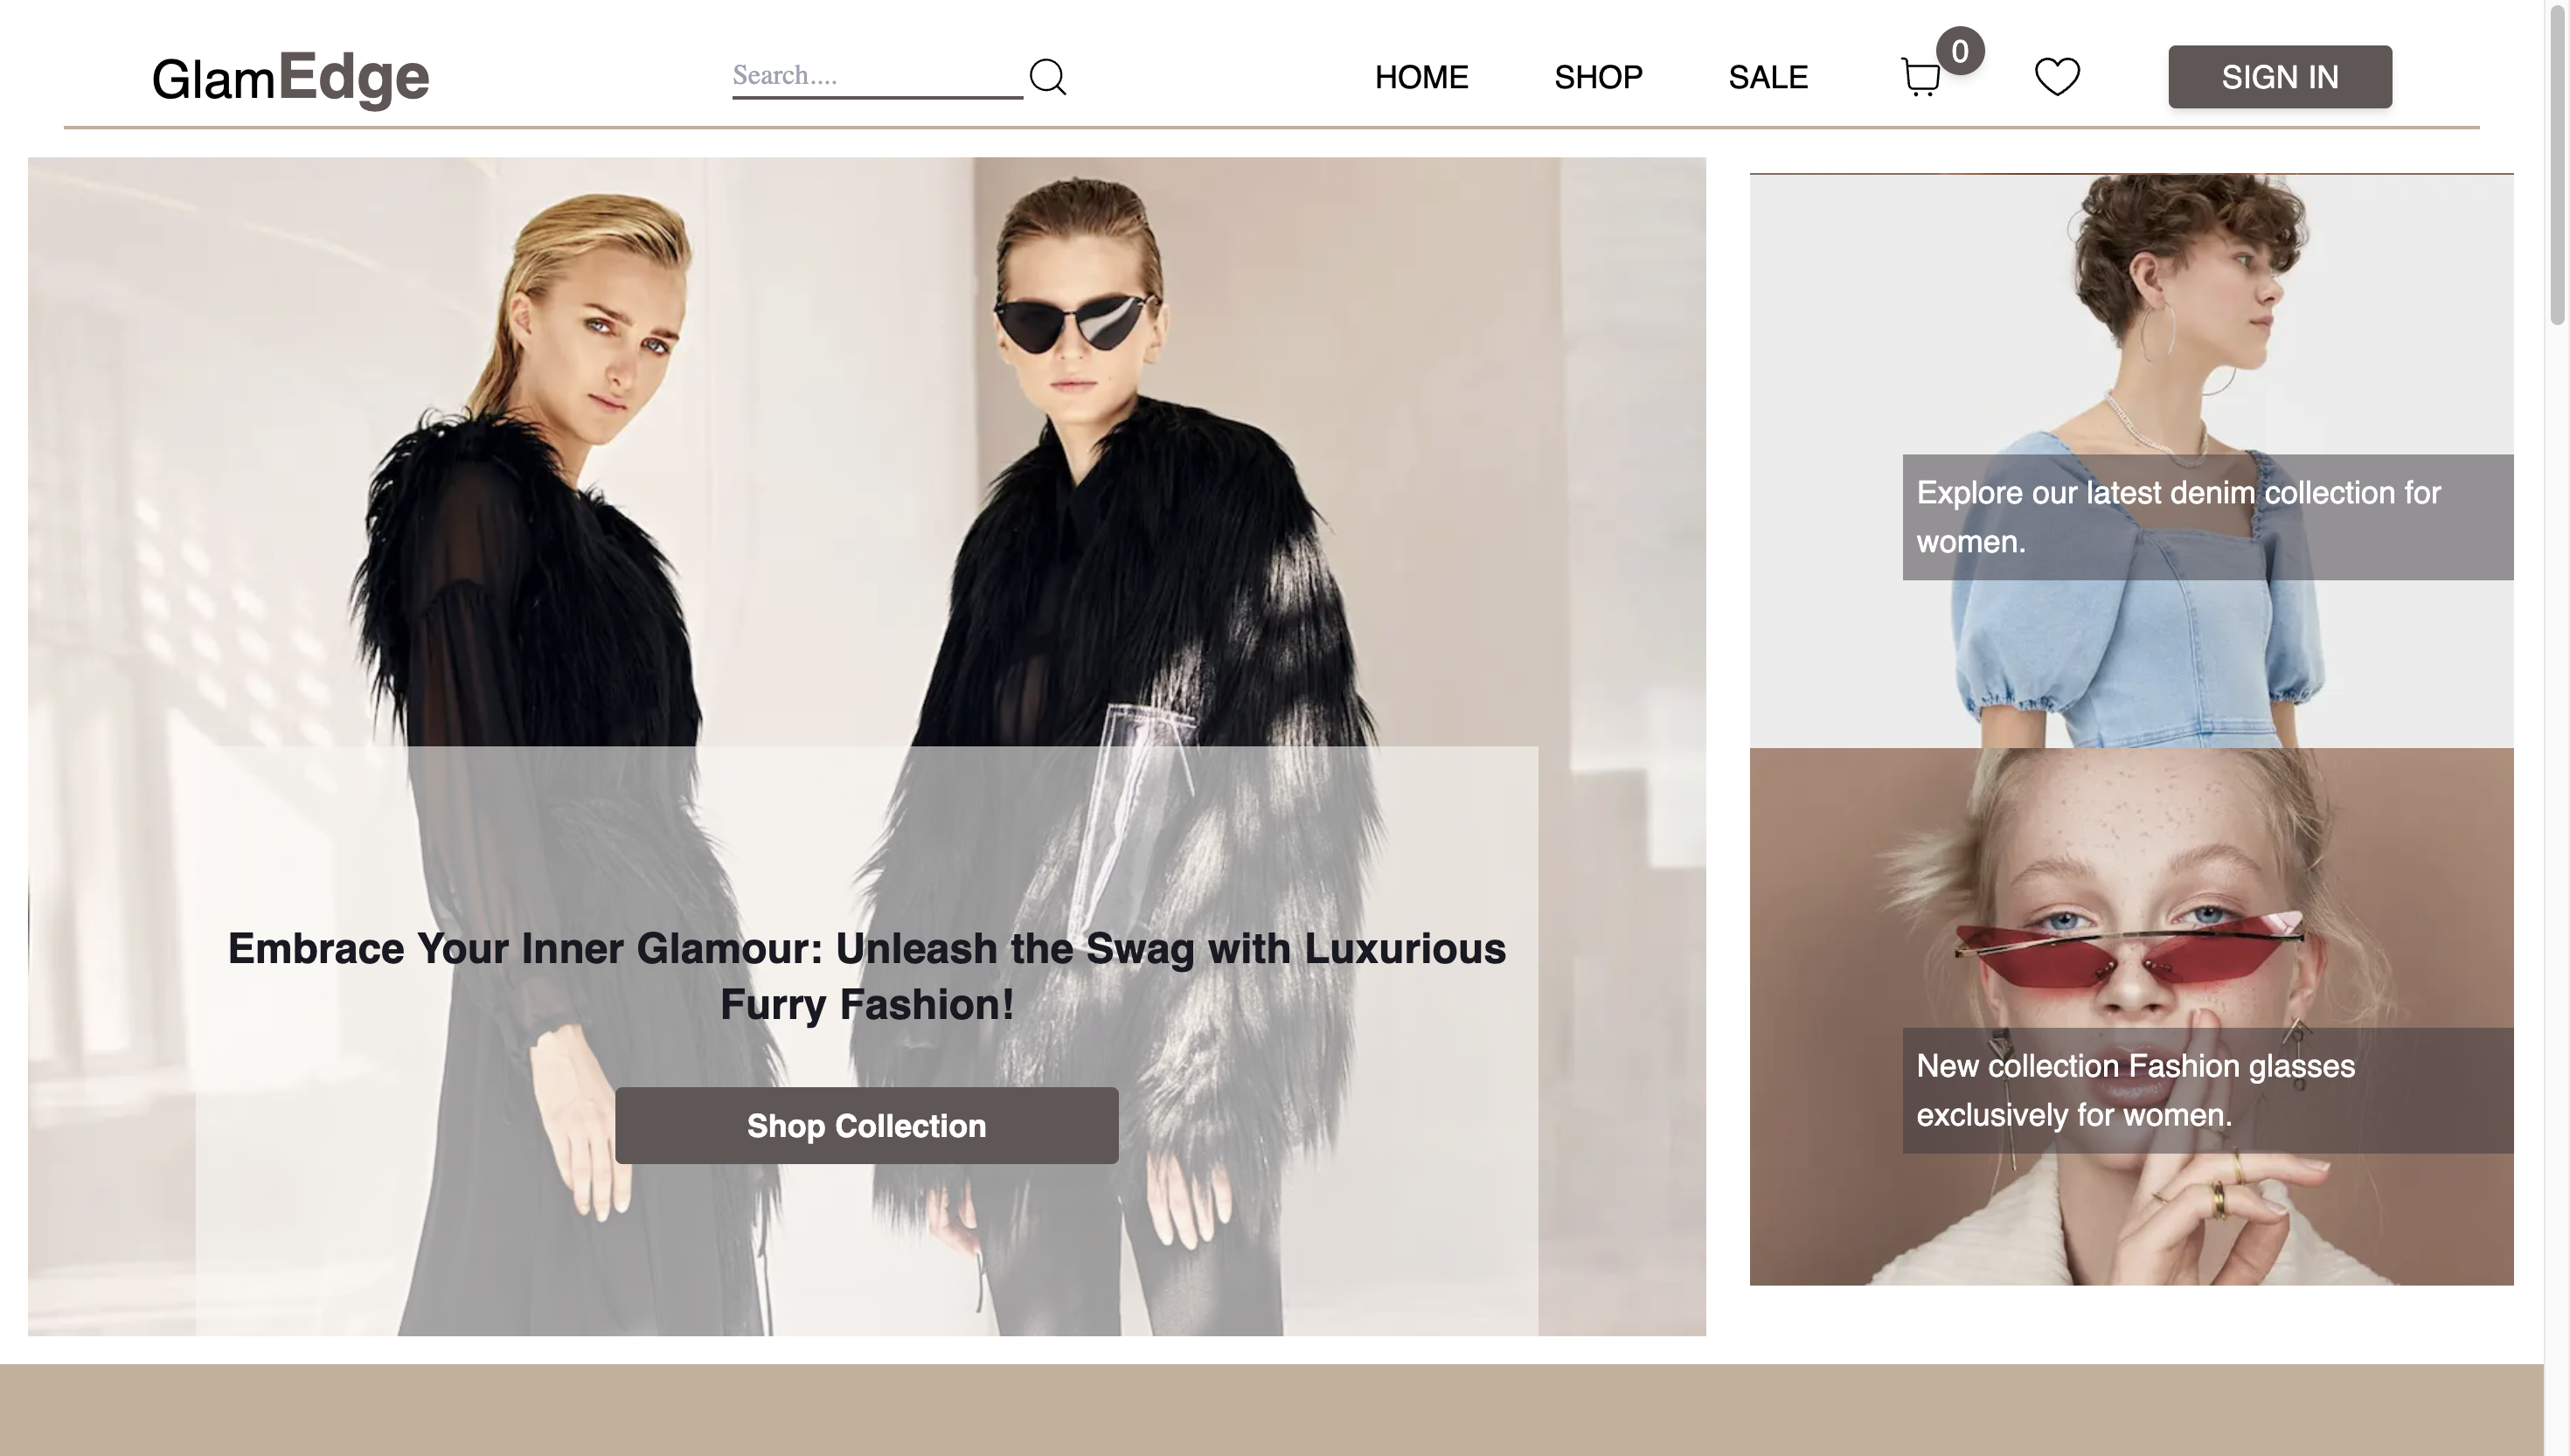 GlamEdge
Search....
HOME
SHOP
SALE
0
SIGN IN
Explore our latest denim collection for
women.
Embrace Your Inner Glamour: Unleash the Swag with Luxurious
Furry Fashion!
Shop Collection
New collection Fashion glasses
exclusively for women.